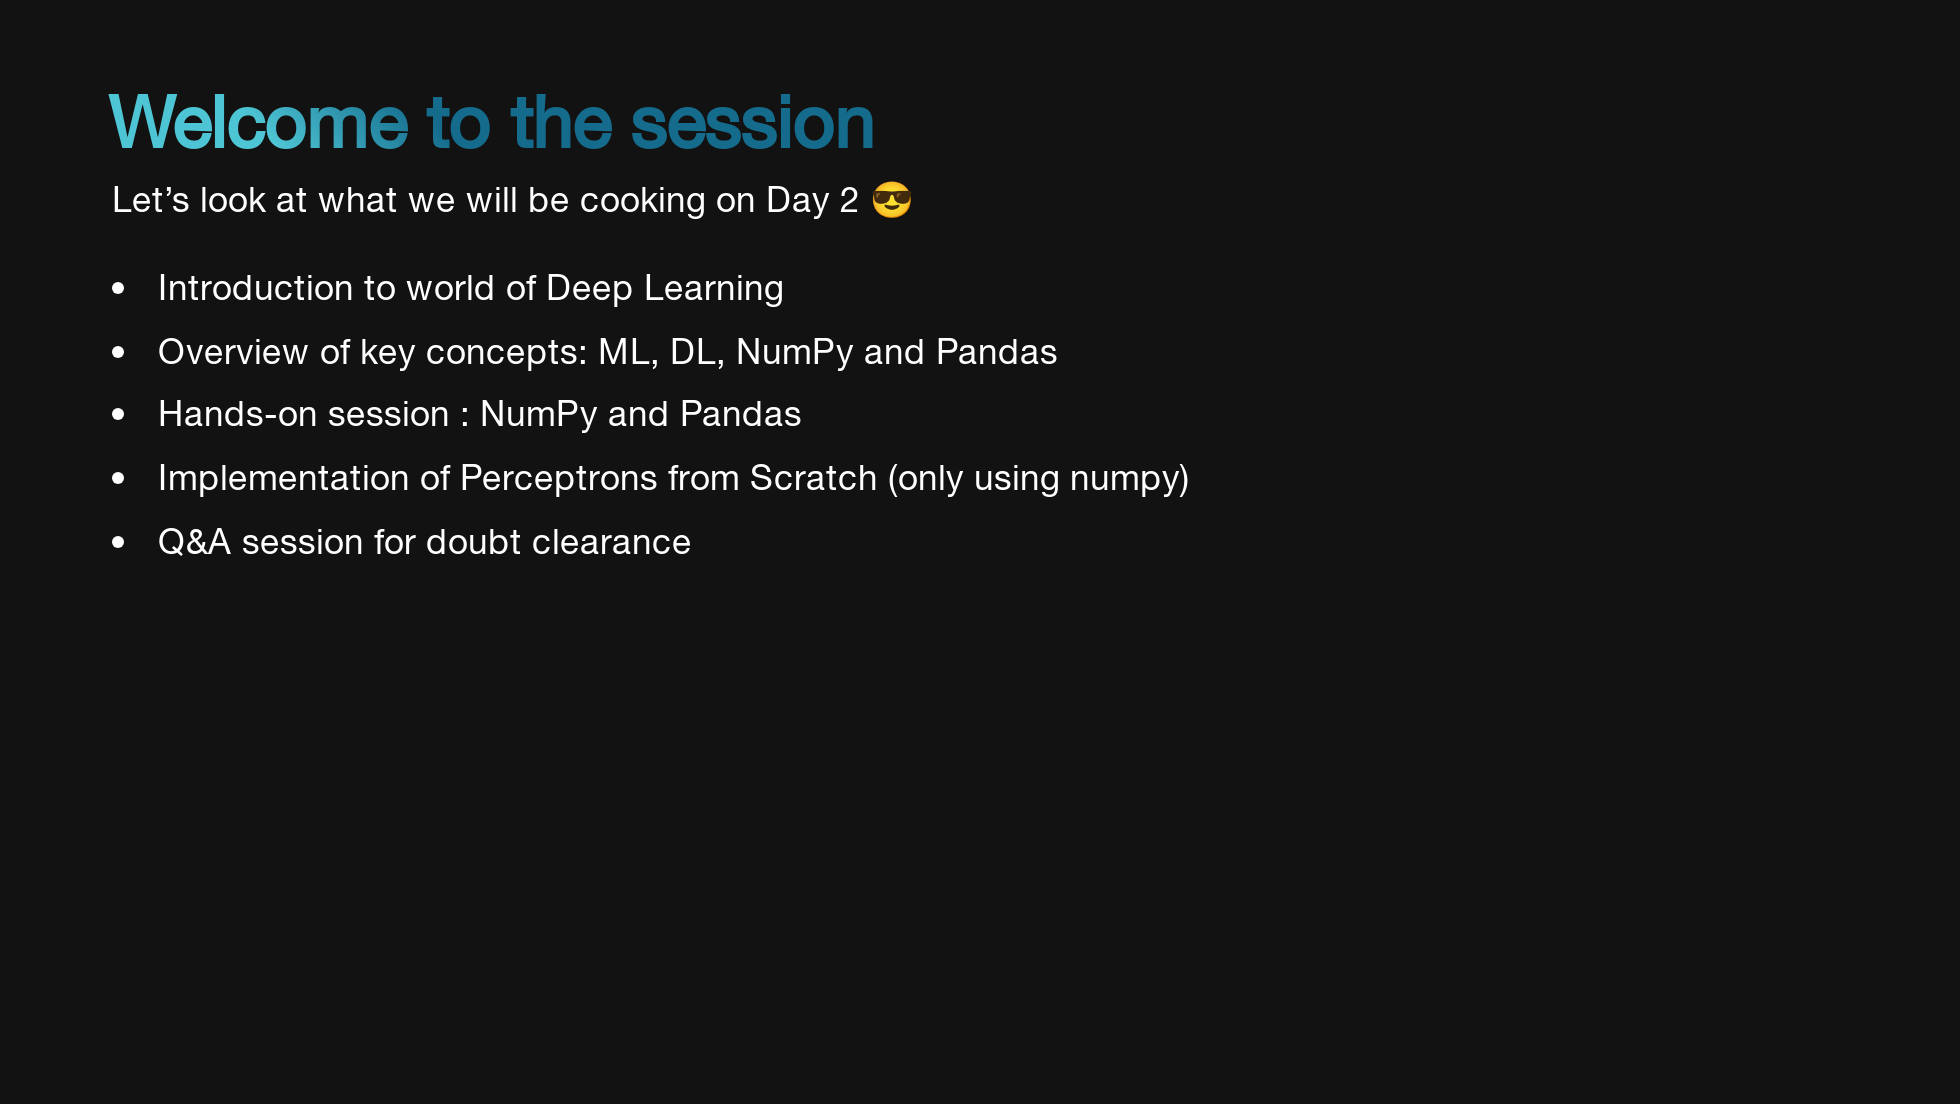 Welcome to the session
Let’s look at what we will be cooking on Day 2 😎
• Introduction to world of Deep Learning
• Overview of key concepts: ML, DL, NumPy and Pandas
• Hands-on session : NumPy and Pandas
• Implementation of Perceptrons from Scratch (only using numpy)
• Q&A session for doubt clearance